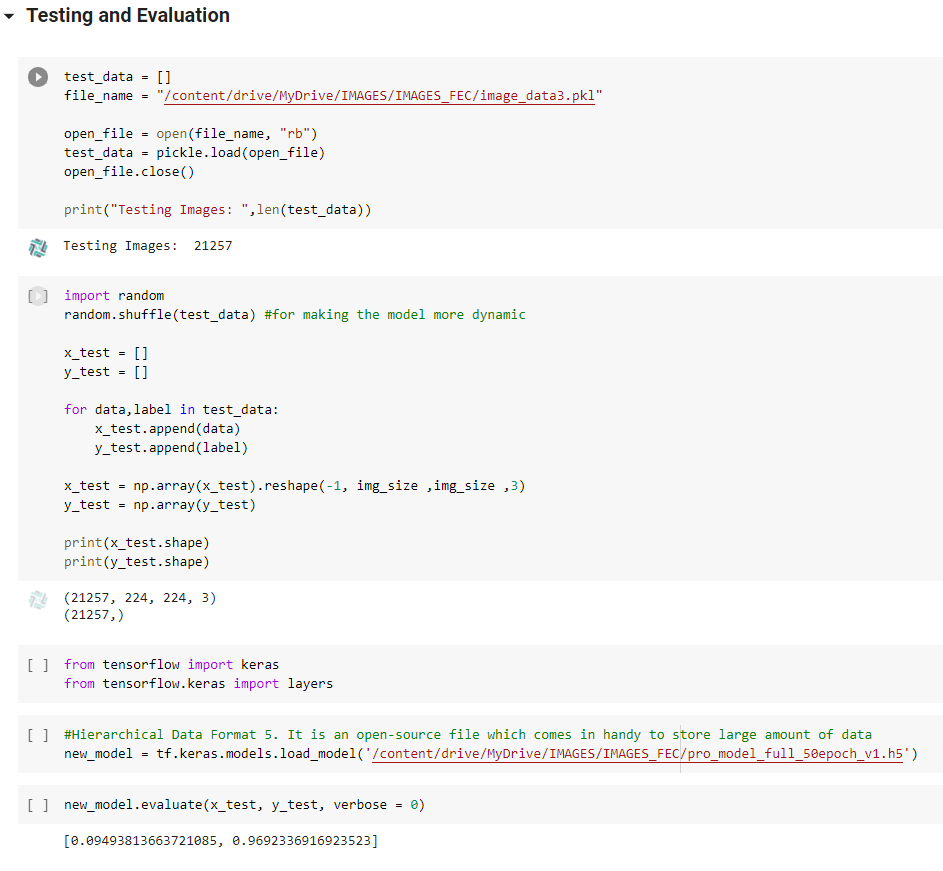 Testing and Evaluation
test_data = []
file_name = "/content/drive/MyDrive/IMAGES/IMAGES_FEC/image_data3.pkl"
open_file = open(file_name, "rb")
test_data = pickle.load(open_file)
open_file.close()
print("Testing Images: ",len(test_data))
Testing Images:  21257
import random
random.shuffle(test_data) #for making the model more dynamic
x_test = []
y_test = []
for data,label in test_data:
    x_test.append(data)
    y_test.append(label)
x_test = np.array(x_test).reshape(-1, img_size ,img_size ,3)
y_test = np.array(y_test)
print(x_test.shape)
print(y_test.shape)
(21257, 224, 224, 3)
(21257,)
[ ] from tensorflow import keras
from tensorflow.keras import layers
[ ] #Hierarchical Data Format 5. It is an open-source file which comes in handy to store large amount of data
new_model = tf.keras.models.load_model('/content/drive/MyDrive/IMAGES/IMAGES_FEC/pro_model_full_50epoch_v1.h5')
[ ] new_model.evaluate(x_test, y_test, verbose = 0)
[0.09493813663721085, 0.9692336916923523]